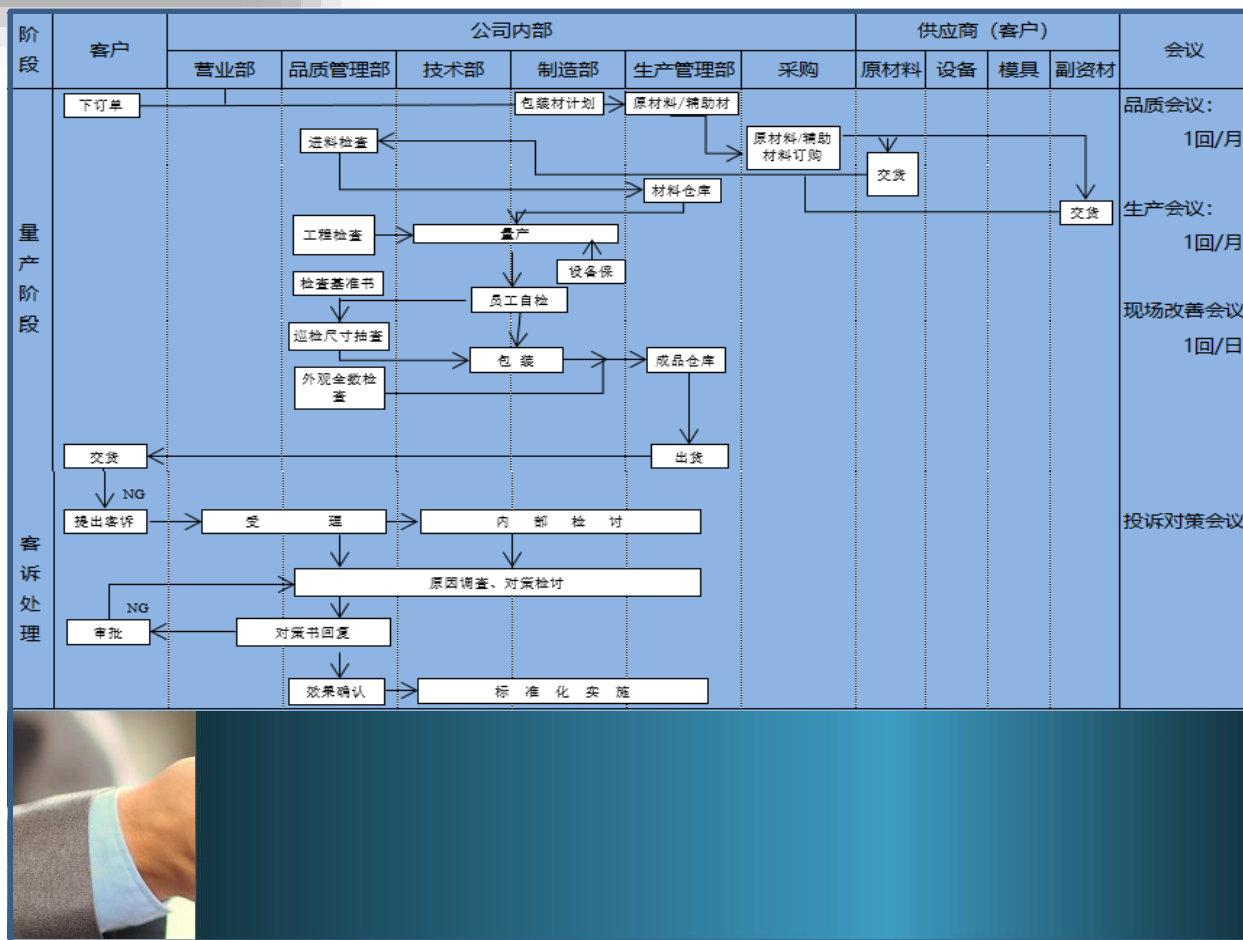 阶
段
客户
公司内部
供应商（客户）
会议
营业部
品质管理部
技术部
制造部
生产管理部
采购
原材料
设备
模具
副资材
量
产
阶
段
下订单
包装材计划
原材料/辅助材
进料检查
原材料/辅助
材料订购
交货
材料仓库
交货
工程检查
量产
设备保
检查基准书
员工自检
巡检尺寸抽查
包 装
成品仓库
外观全数检
查
交货
出货
品质会议：
1回/月
生产会议：
1回/月
现场改善会议
1回/日
客
诉
处
理
NG
提出客诉
受 理
内 部 检 讨
原因调查、对策检讨
NG
审批
对策书回复
效果确认
标 准 化 实 施
投诉对策会议